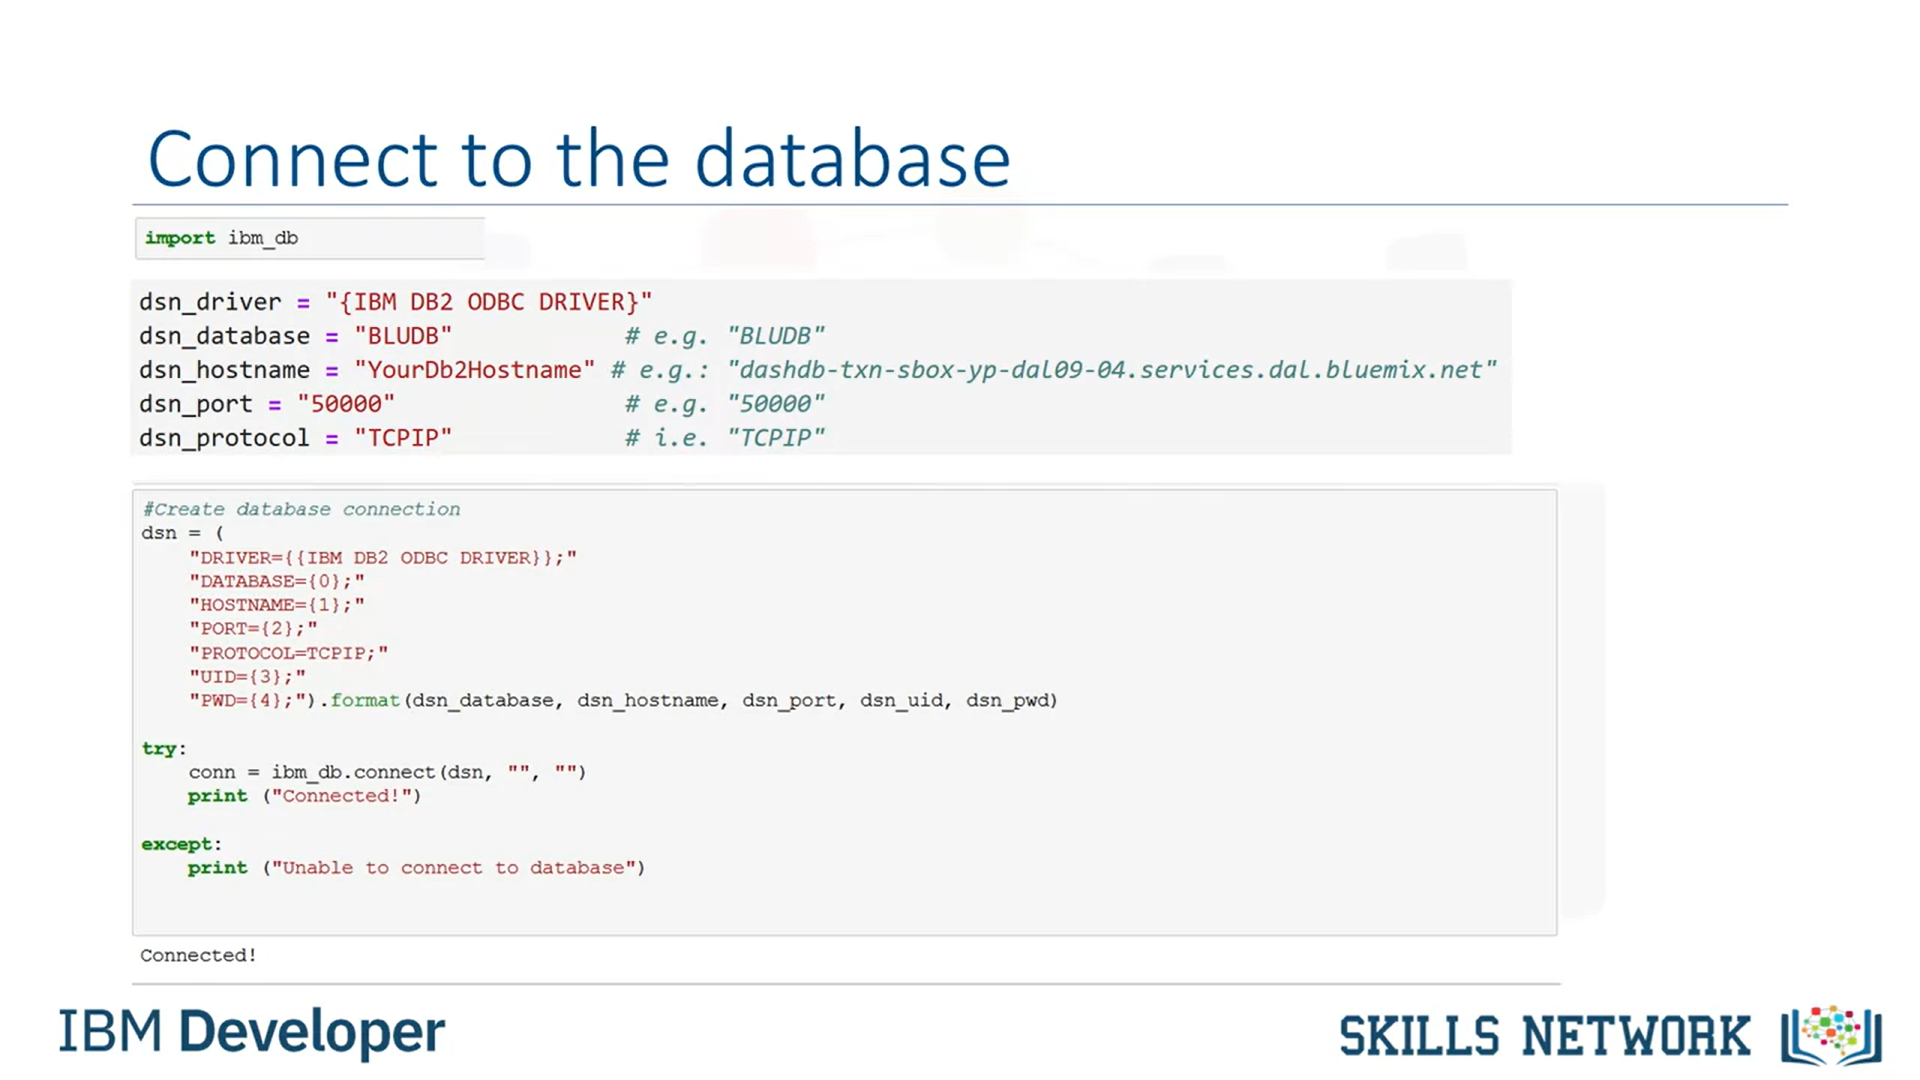 Connect to the database
import ibm_db
dsn_driver = "{IBM DB2 ODBC DRIVER}"
dsn_database = "BLUDB" # e.g. "BLUDB"
dsn_hostname = "YourDb2Hostname" # e.g.: "dashdb-txn-sbox-yp-dal09-04.services.dal.bluemix.net"
dsn_port = "50000" # e.g. "50000"
dsn_protocol = "TCPIP" # i.e. "TCPIP"
#Create database connection
dsn = (
"DRIVER={{IBM DB2 ODBC DRIVER}};"
"DATABASE={0};"
"HOSTNAME={1};"
"PORT={2};"
"PROTOCOL=TCPIP;"
"UID={3};"
"PWD={4};").format(dsn_database, dsn_hostname, dsn_port, dsn_uid, dsn_pwd)
try:
conn = ibm_db.connect(dsn, "", "")
print ("Connected!")
except:
print ("Unable to connect to database")
Connected!
IBM Developer
SKILLS NETWORK